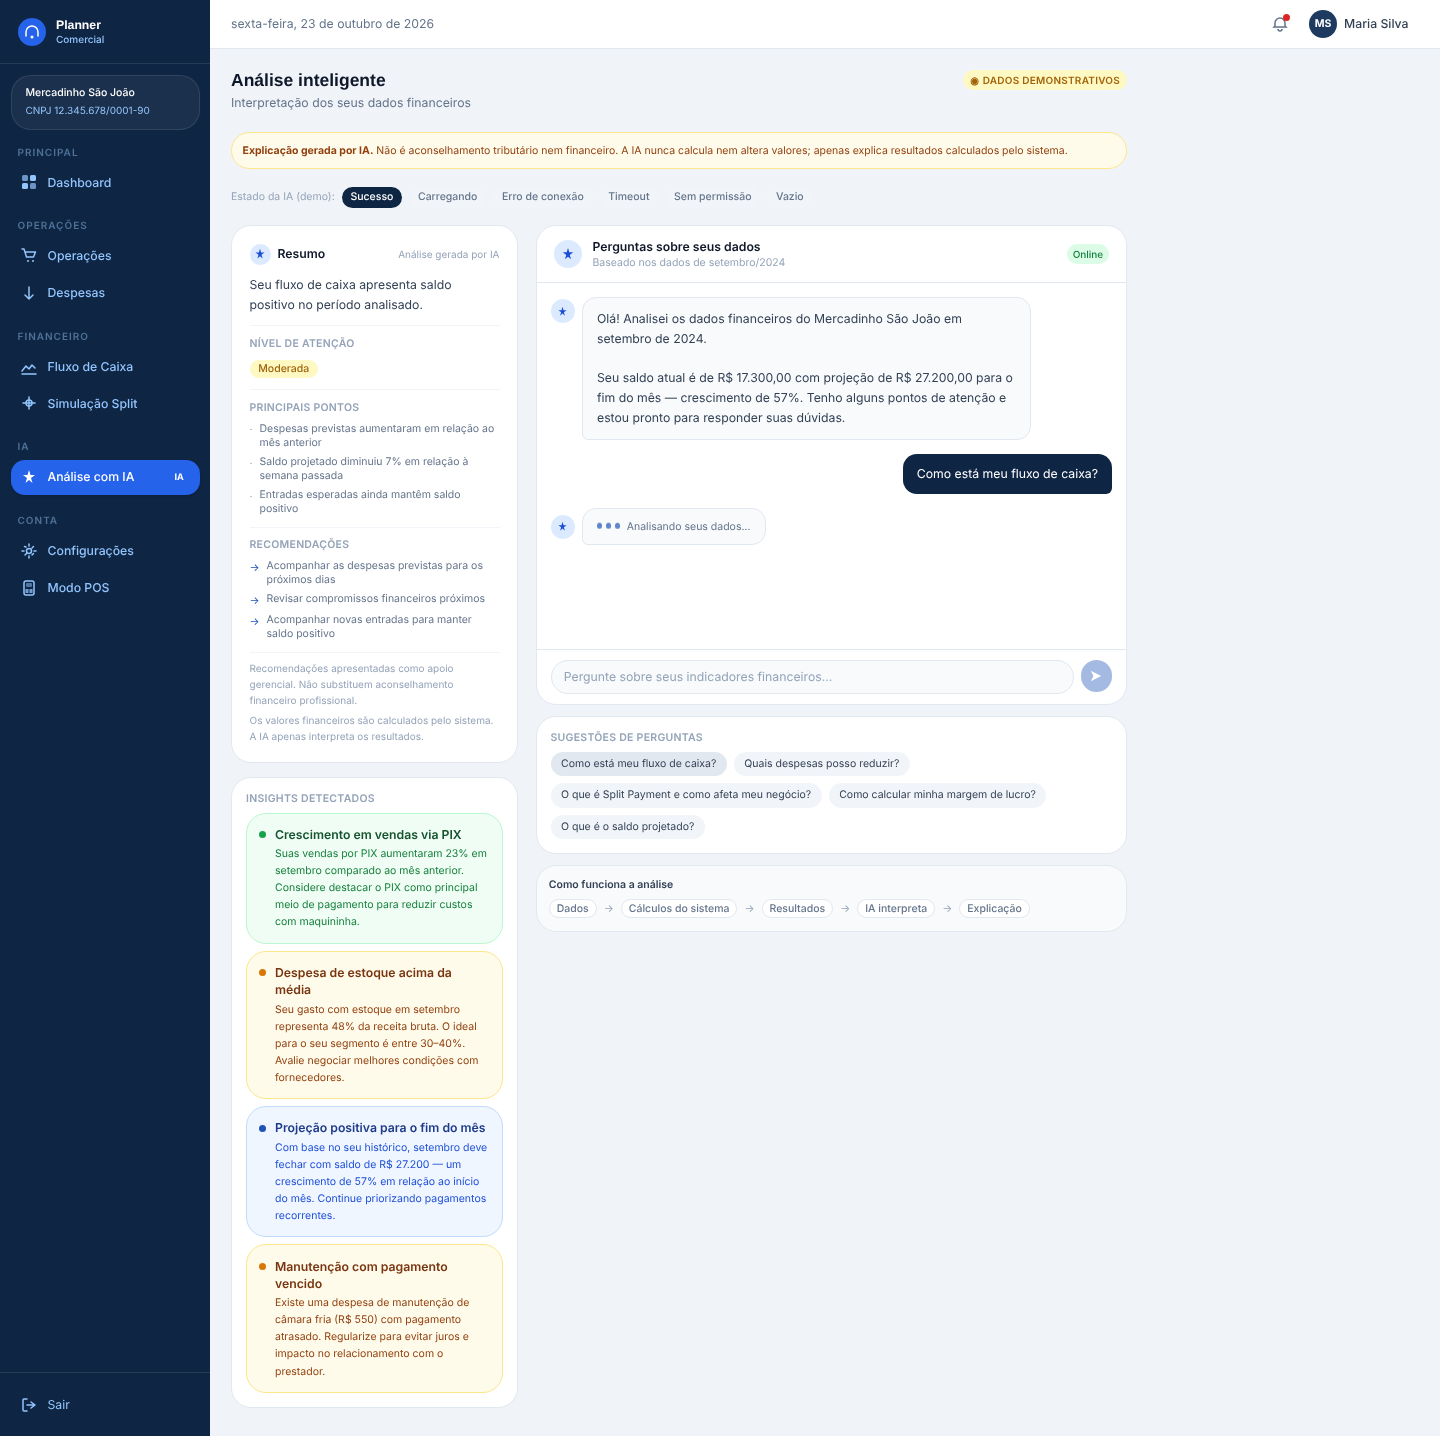 Planner
Comercial
Mercadinho São João
CNPJ 12.345.678/0001-90
PRINCIPAL
Dashboard
OPERAÇÕES
Operações
Despesas
FINANCEIRO
Fluxo de Caixa
Simulação Split
IA
Análise com IA
IA
CONTA
Configurações
Modo POS
Sair
sexta-feira, 23 de outubro de 2026
MS
Maria Silva
Análise inteligente
Interpretação dos seus dados financeiros
◉ DADOS DEMONSTRATIVOS
Explicação gerada por IA. Não é aconselhamento tributário nem financeiro. A IA nunca calcula nem altera valores; apenas explica resultados calculados pelo sistema.
Estado da IA (demo):
Sucesso
Carregando
Erro de conexão
Timeout
Sem permissão
Vazio
Resumo
Análise gerada por IA
Seu fluxo de caixa apresenta saldo
positivo no período analisado.
NÍVEL DE ATENÇÃO
Moderada
PRINCIPAIS PONTOS
· Despesas previstas aumentaram em relação ao
mês anterior
· Saldo projetado diminuiu 7% em relação à
semana passada
· Entradas esperadas ainda mantêm saldo
positivo
RECOMENDAÇÕES
→ Acompanhar as despesas previstas para os
próximos dias
→ Revisar compromissos financeiros próximos
→ Acompanhar novas entradas para manter
saldo positivo
Recomendações apresentadas como apoio
gerencial. Não substituem aconselhamento
financeiro profissional.
Os valores financeiros são calculados pelo sistema.
A IA apenas interpreta os resultados.
INSIGHTS DETECTADOS
Crescimento em vendas via PIX
Suas vendas por PIX aumentaram 23% em
setembro comparado ao mês anterior.
Considere destacar o PIX como principal
meio de pagamento para reduzir custos
com maquininha.
Despesa de estoque acima da
média
Seu gasto com estoque em setembro
representa 48% da receita bruta. O ideal
para o seu segmento é entre 30–40%.
Avalie negociar melhores condições com
fornecedores.
Projeção positiva para o fim do mês
Com base no seu histórico, setembro deve
fechar com saldo de R$ 27.200 — um
crescimento de 57% em relação ao início
do mês. Continue priorizando pagamentos
recorrentes.
Manutenção com pagamento
vencido
Existe uma despesa de manutenção de
câmara fria (R$ 550) com pagamento
atrasado. Regularize para evitar juros e
impacto no relacionamento com o
prestador.
Perguntas sobre seus dados
Baseado nos dados de setembro/2024
Online
Olá! Analisei os dados financeiros do Mercadinho São João em
setembro de 2024.
Seu saldo atual é de R$ 17.300,00 com projeção de R$ 27.200,00 para o
fim do mês — crescimento de 57%. Tenho alguns pontos de atenção e
estou pronto para responder suas dúvidas.
Como está meu fluxo de caixa?
Analisando seus dados...
Pergunte sobre seus indicadores financeiros...
SUGESTÕES DE PERGUNTAS
Como está meu fluxo de caixa?
Quais despesas posso reduzir?
O que é Split Payment e como afeta meu negócio?
Como calcular minha margem de lucro?
O que é o saldo projetado?
Como funciona a análise
Dados → Cálculos do sistema → Resultados → IA interpreta → Explicação